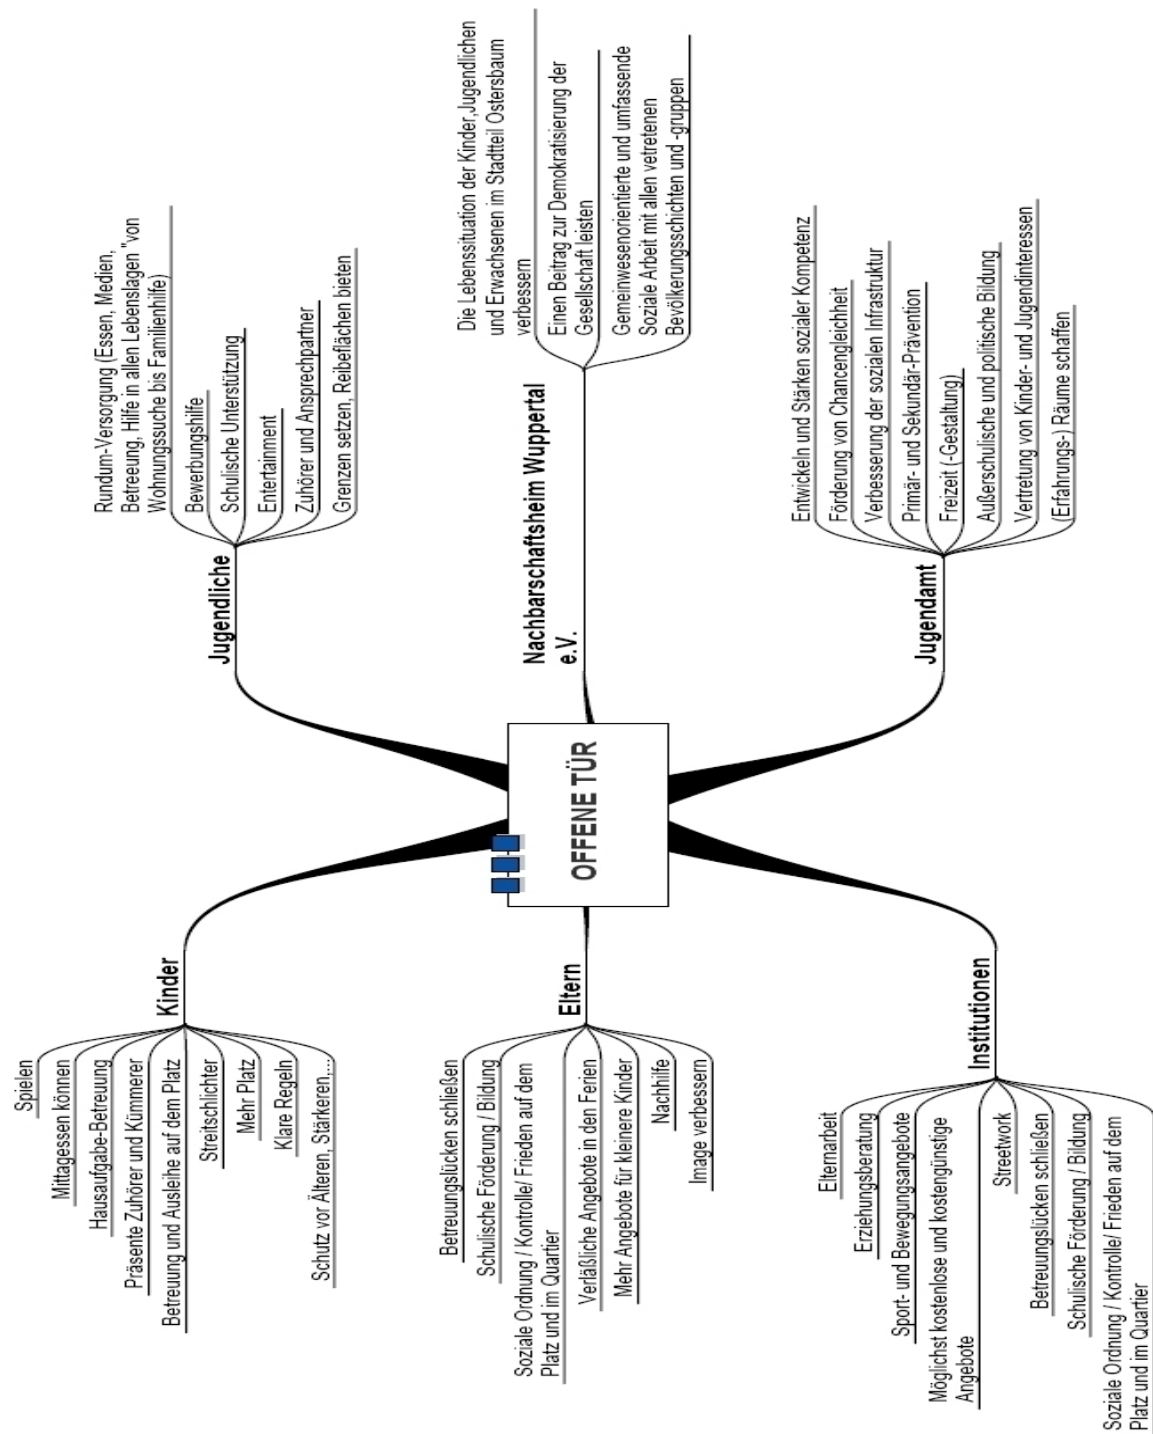 OFFENE TÜR
Kinder
Spielen
Mittagessen können
Hausaufgabe-Betreuung
Präsente Zuhörer und Kümmerer
Betreuung und Ausleihe auf dem Platz
Streitschlichter
Mehr Platz
Klare Regeln
Schutz vor Älteren, Stärkeren,...
Eltern
Betreuungslücken schließen
Schulische Förderung / Bildung
Soziale Ordnung / Kontrolle/ Frieden auf dem
Platz und im Quartier
Verläßliche Angebote in den Ferien
Mehr Angebote für kleinere Kinder
Nachhilfe
Image verbessern
Institutionen
Elternarbeit
Erziehungsberatung
Sport- und Bewegungsangebote
Möglichst kostenlose und kostengünstige
Angebote
Streetwork
Betreuungslücken schließen
Schulische Förderung / Bildung
Soziale Ordnung / Kontrolle/ Frieden auf dem
Platz und im Quartier
Jugendliche
Rundum-Versorgung (Essen, Medien,
Betreeung, Hilfe in allen Lebenslagen "von
Wohnungssuche bis Familienhilfe)
Bewerbungshilfe
Schulische Unterstützung
Entertainment
Zuhörer und Ansprechpartner
Grenzen setzen, Reibeflächen bieten
Nachbarschaftsheim Wuppertal
e.V.
Die Lebenssituation der Kinder,Jugendlichen
und Erwachsenen im Stadtteil Ostersbaum
verbessern
Einen Beitrag zur Demokratisierung der
Gesellschaft leisten
Gemeinwesenorientierte und umfassende
Soziale Arbeit mit allen vetretenen
Bevölkerungsschichten und -gruppen
Jugendamt
Entwickeln und Stärken sozialer Kompetenz
Förderung von Chancengleichheit
Verbesserung der sozialen Infrastruktur
Primär- und Sekundär-Prävention
Freizeit (-Gestaltung)
Außerschulische und politische Bildung
Vertretung von Kinder- und Jugendinteressen
(Erfahrungs-) Räume schaffen